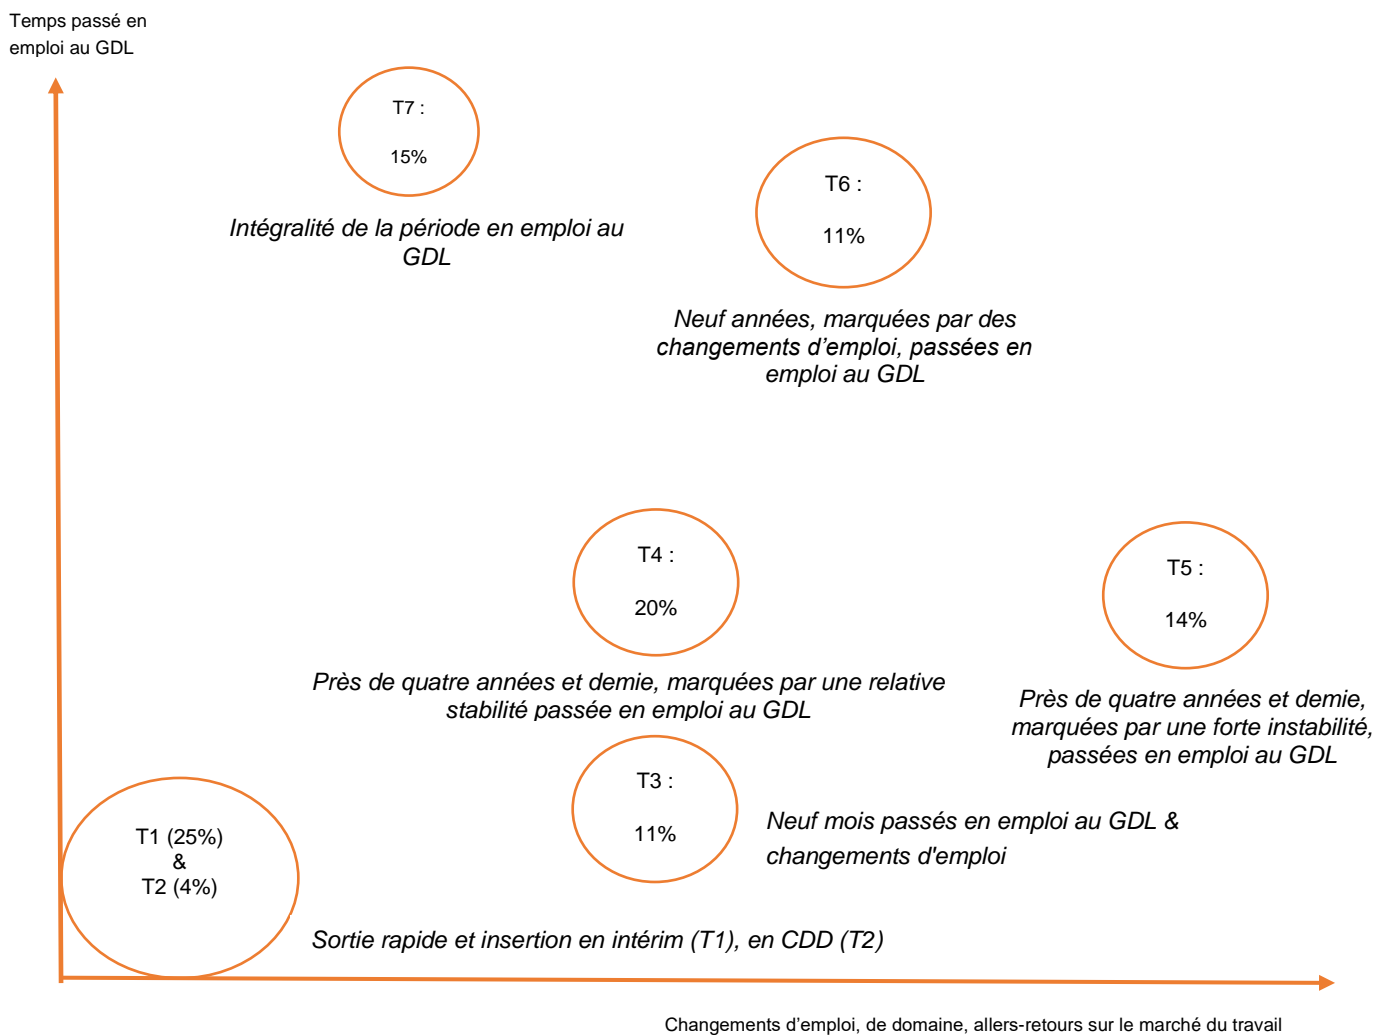 Temps passé en
emploi au GDL
T7 :
15%
Intégralité de la période en emploi au
GDL
T6 :
11%
Neuf années, marquées par des
changements d’emploi, passées en
emploi au GDL
T4 :
20%
Près de quatre années et demie, marquées par une relative
stabilité passée en emploi au GDL
T5 :
14%
Près de quatre années et demie,
marquées par une forte instabilité,
passées en emploi au GDL
T3 :
11%
Neuf mois passés en emploi au GDL &
changements d'emploi
T1 (25%)
&
T2 (4%)
Sortie rapide et insertion en intérim (T1), en CDD (T2)
Changements d’emploi, de domaine, allers-retours sur le marché du travail